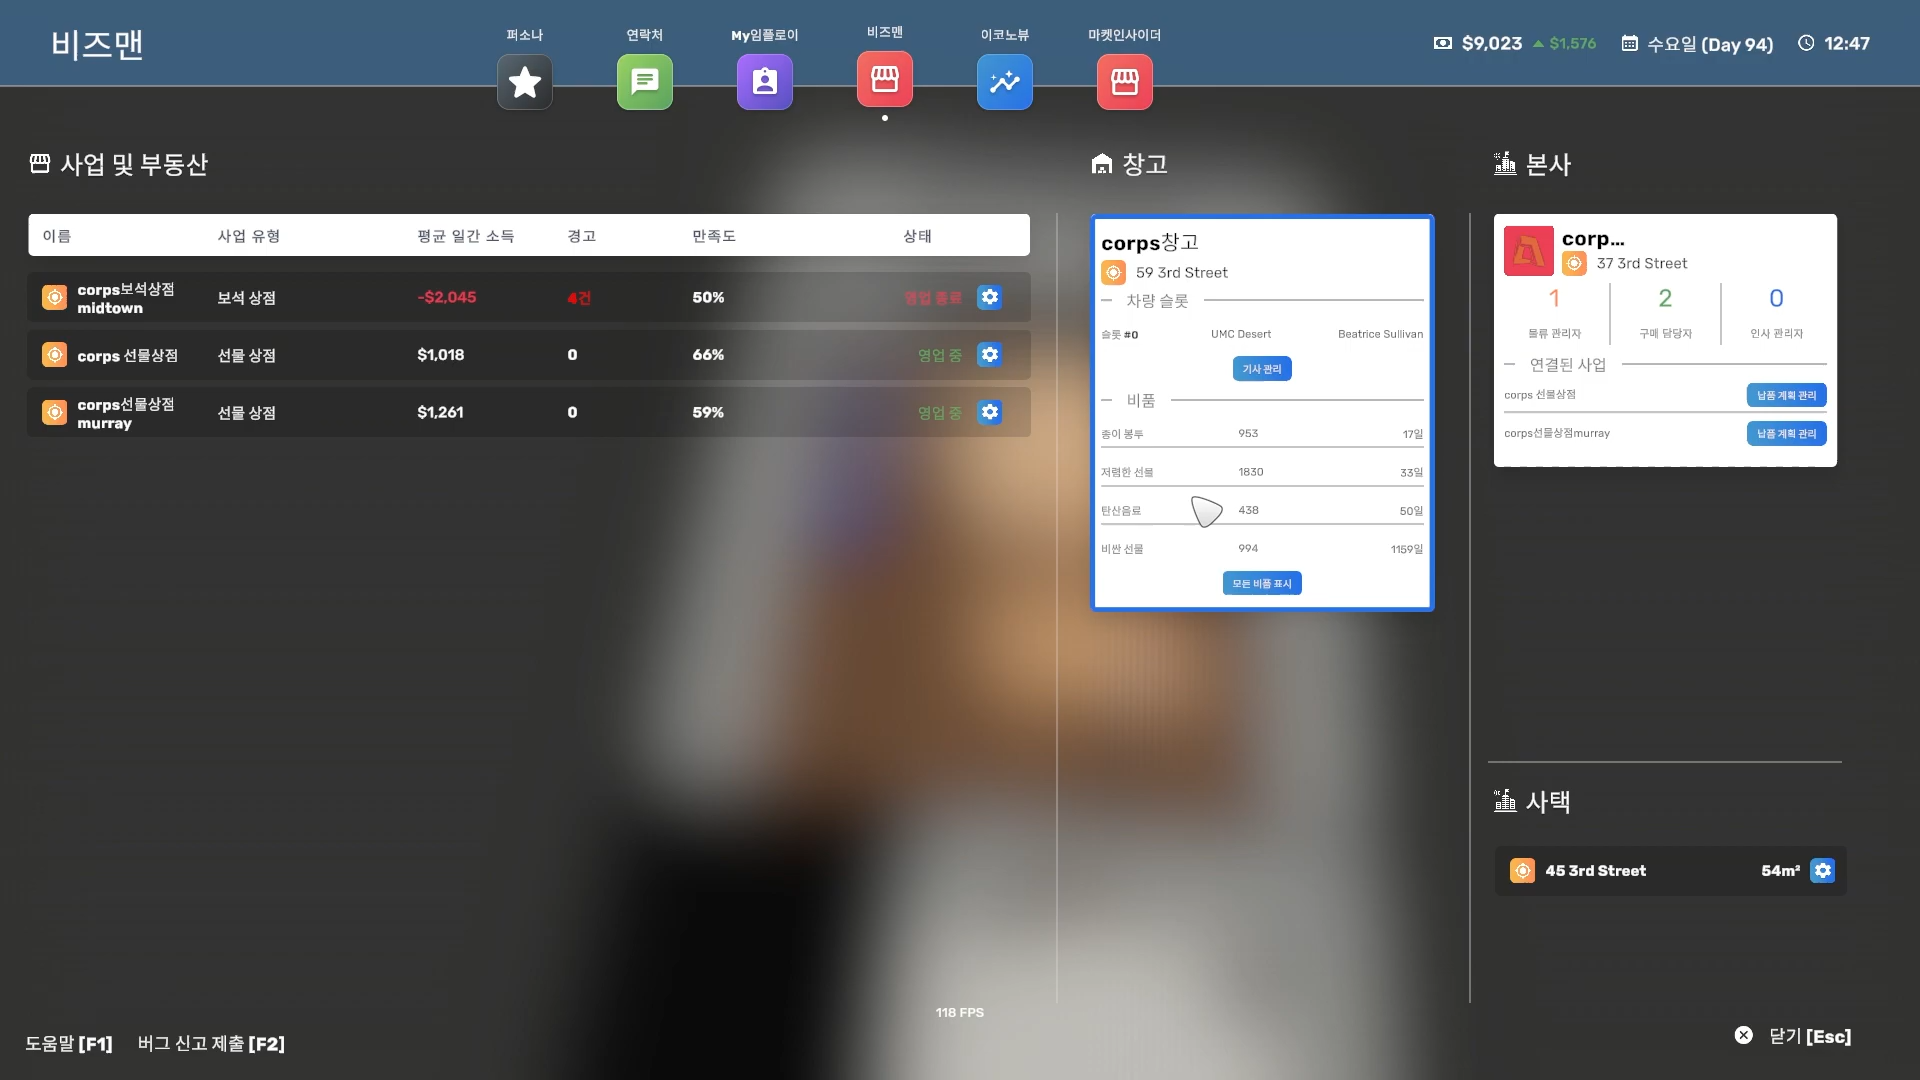 비즈맨
퍼소나
연락처
My임플로이
비즈맨
이코노뷰
마켓인사이더
$9,023 $1,576 수요일 (Day 94) 12:47
사업 및 부동산
이름 사업 유형 평균 일간 소득 경고 만족도 상태
corps보석상점 midtown 보석 상점 -$2,045 4건 50% 영업 종료
corps 선물상점 선물 상점 $1,018 0 66% 영업 중
corps선물상점 murray 선물 상점 $1,261 0 59% 영업 중
창고
corps창고
59 3rd Street
차량 슬롯
슬롯 #0 UMC Desert Beatrice Sullivan
기사 관리
비품
종이 봉투 953 17일
저렴한 선물 1830 33일
탄산음료 438 50일
비싼 선물 994 1159일
모든 비품 표시
본사
corp...
37 3rd Street
1 2 0
물류 관리자 구매 담당자 인사 관리자
연결된 사업
corps 선물상점 납품 계획 관리
corps선물상점murray 납품 계획 관리
사택
45 3rd Street 54m²
118 FPS
도움말 [F1] 버그 신고 제출 [F2]
닫기 [Esc]